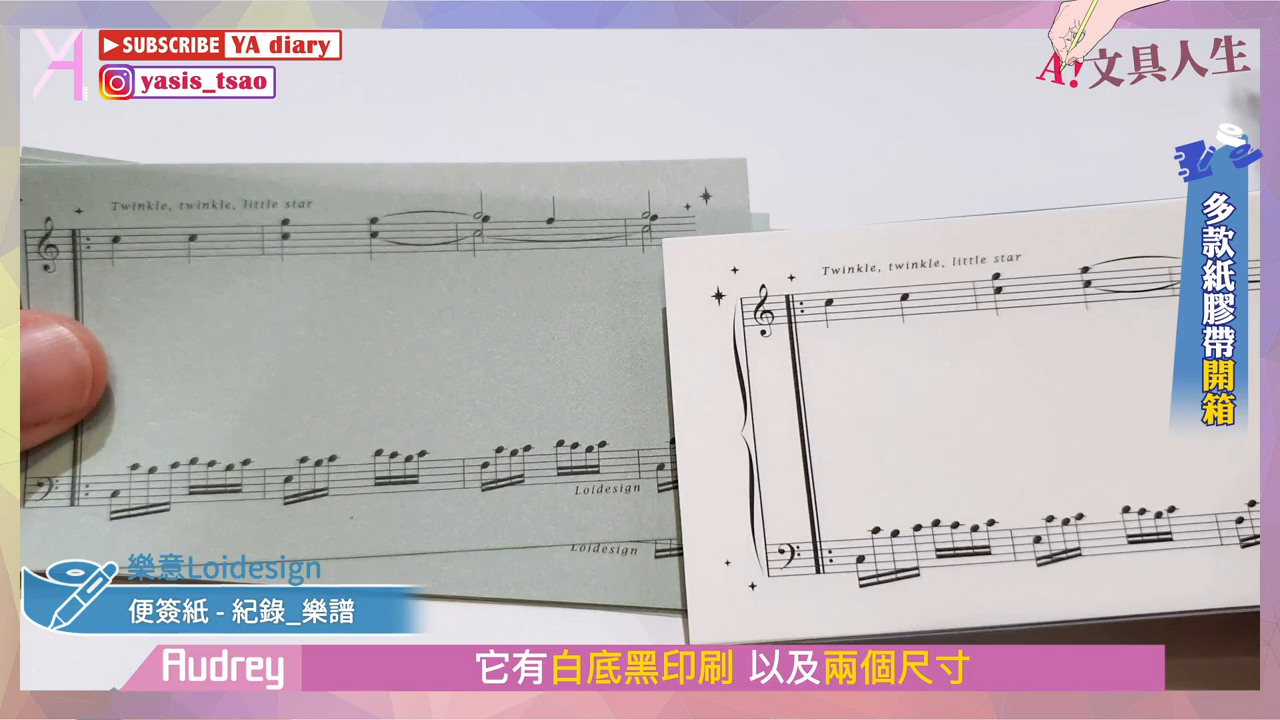 SUBSCRIBE YA diary
yasis_tsao
A!文具人生
多款紙膠帶開箱
Twinkle, twinkle, little star
Twinkle, twinkle, little star
Loidesign
Loidesign
樂意Loidesign
便簽紙 - 紀錄_樂譜
Audrey
它有白底黑印刷 以及兩個尺寸